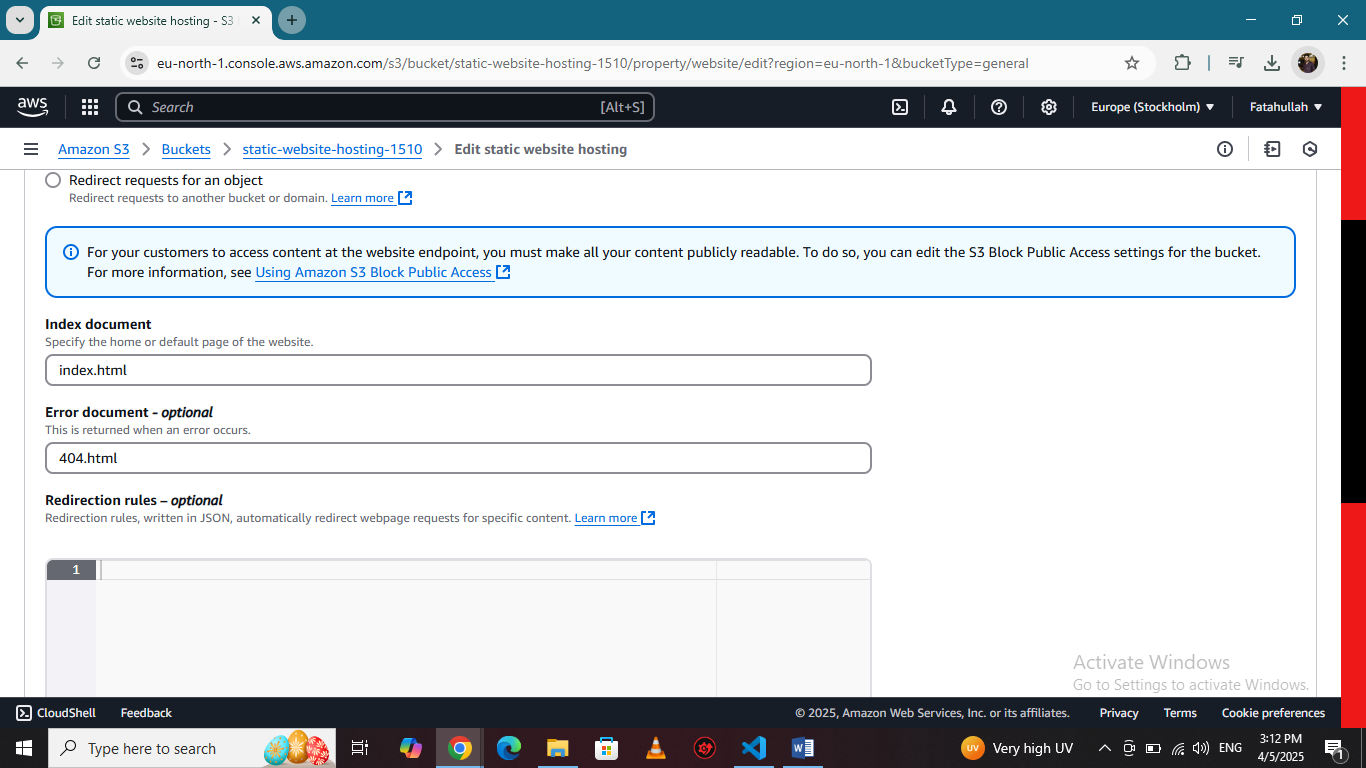 Edit static website hosting - S3
eu-north-1.console.aws.amazon.com/s3/bucket/static-website-hosting-1510/property/website/edit?region=eu-north-1&bucketType=general
aws
Search
[Alt+S]
Europe (Stockholm)
Fatahullah
Amazon S3
Buckets
static-website-hosting-1510
Edit static website hosting
Redirect requests for an object
Redirect requests to another bucket or domain. Learn more
For your customers to access content at the website endpoint, you must make all your content publicly readable. To do so, you can edit the S3 Block Public Access settings for the bucket.
For more information, see Using Amazon S3 Block Public Access
Index document
Specify the home or default page of the website.
index.html
Error document - optional
This is returned when an error occurs.
404.html
Redirection rules – optional
Redirection rules, written in JSON, automatically redirect webpage requests for specific content. Learn more
1
Activate Windows
Go to Settings to activate Windows.
CloudShell
Feedback
© 2025, Amazon Web Services, Inc. or its affiliates.
Privacy
Terms
Cookie preferences
Type here to search
UV
Very high UV
ENG
3:12 PM
4/5/2025
1